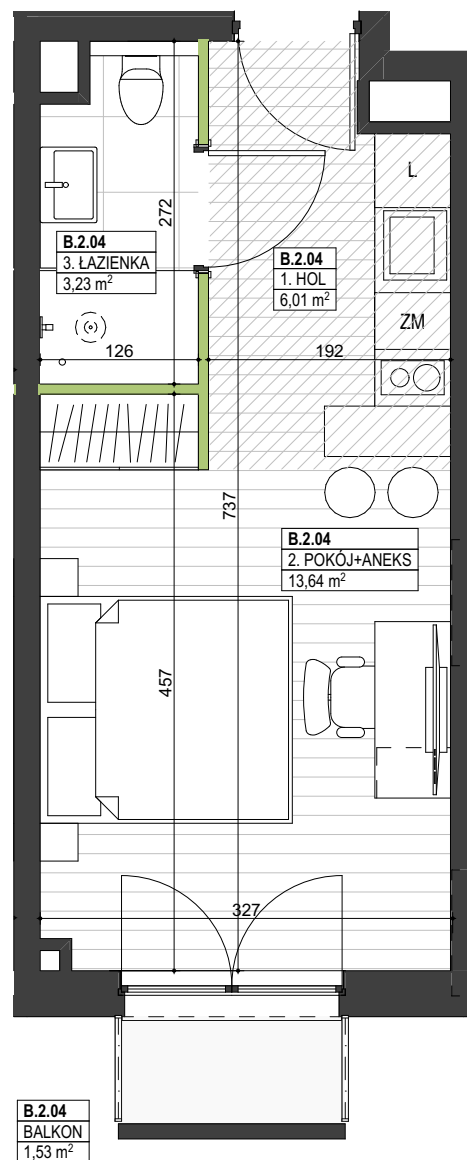 L
272
B.2.04
3. ŁAZIENKA
3,23 m²
B.2.04
1. HOL
6,01 m²
ZM
126
192
737
B.2.04
2. POKÓJ+ANEKS
13,64 m²
457
327
B.2.04
BALKON
1,53 m²